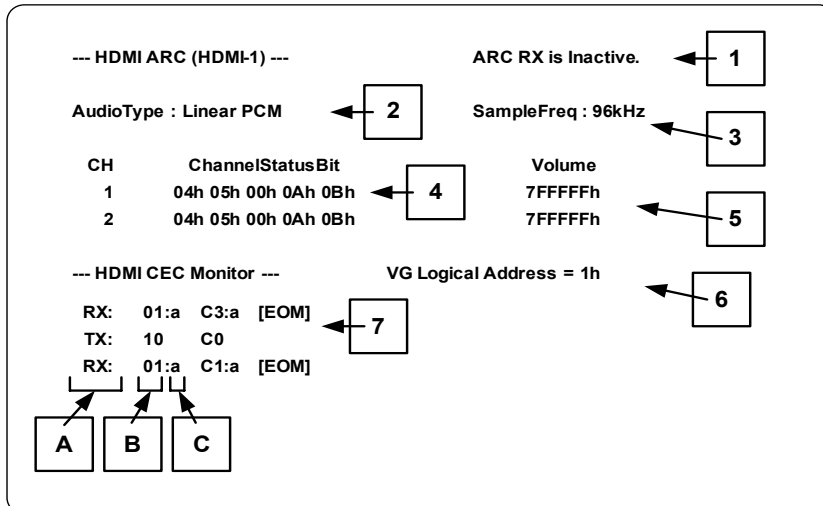 --- HDMI ARC (HDMI-1) --- ARC RX is Inactive. 1
AudioType : Linear PCM 2 SampleFreq : 96kHz
3
CH ChannelStatusBit Volume
1 04h 05h 00h 0Ah 0Bh 4 7FFFFFh
2 04h 05h 00h 0Ah 0Bh 7FFFFFh 5
--- HDMI CEC Monitor --- VG Logical Address = 1h
6
RX: 01:a C3:a [EOM] 7
TX: 10 C0
RX: 01:a C1:a [EOM]
A B C